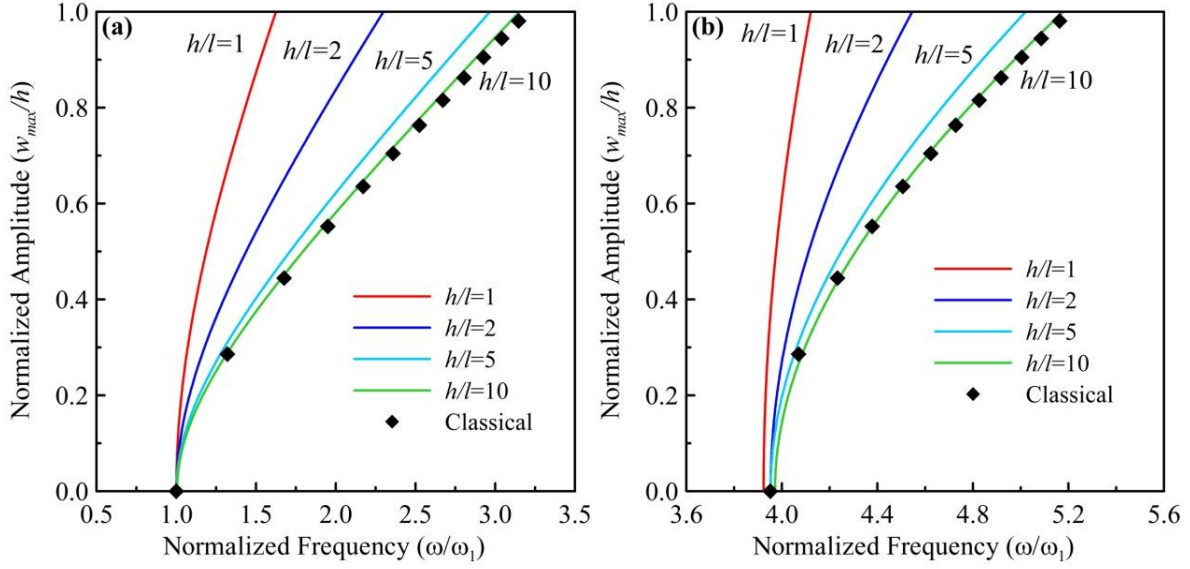 (a)
h/l=1
h/l=2
h/l=5
h/l=10
h/l=1
h/l=2
h/l=5
h/l=10
Classical
Normalized Amplitude (w_max/h)
1.0
0.8
0.6
0.4
0.2
0.0
0.5 1.0 1.5 2.0 2.5 3.0 3.5
Normalized Frequency (ω/ω₁)
(b)
h/l=1
h/l=2
h/l=5
h/l=10
h/l=1
h/l=2
h/l=5
h/l=10
Classical
Normalized Amplitude (w_max/h)
1.0
0.8
0.6
0.4
0.2
0.0
3.6 4.0 4.4 4.8 5.2 5.6
Normalized Frequency (ω/ω₁)